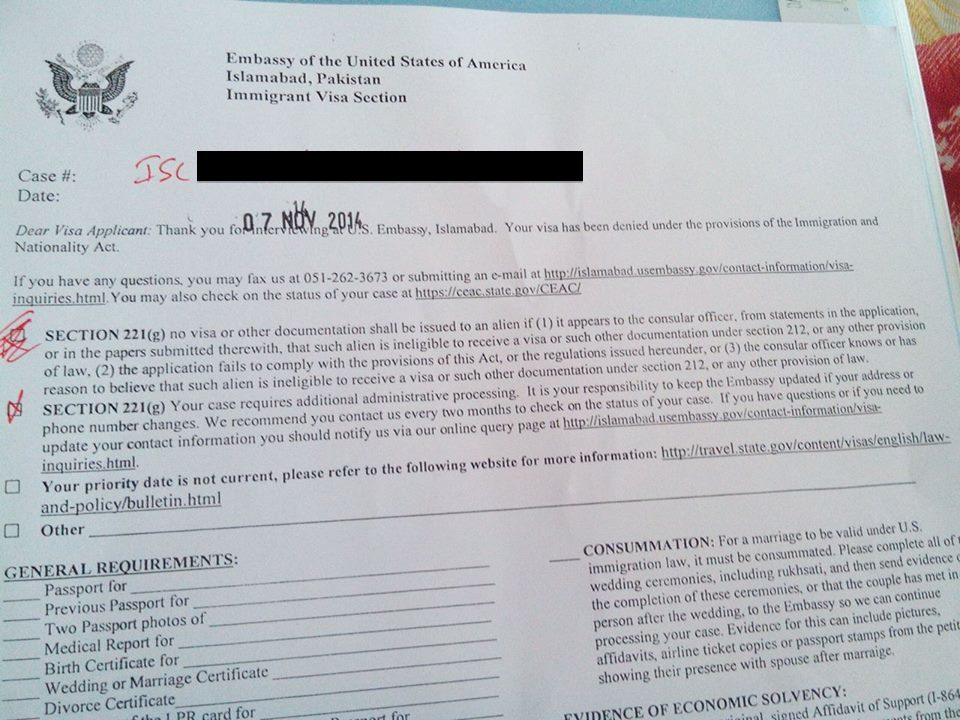 Embassy of the United States of America
Islamabad, Pakistan
Immigrant Visa Section
Case #: ISL
Date:
07 NOV 2014
14
Dear Visa Applicant: Thank you for interviewing at U.S. Embassy, Islamabad. Your visa has been denied under the provisions of the Immigration and
Nationality Act.
If you have any questions, you may fax us at 051-262-3673 or submitting an e-mail at http://islamabad.usembassy.gov/contact-information/visa-
inquiries.html. You may also check on the status of your case at https://ceac.state.gov/CEAC/
SECTION 221(g) no visa or other documentation shall be issued to an alien if (1) it appears to the consular officer, from statements in the application,
or in the papers submitted therewith, that such alien is ineligible to receive a visa or such other documentation under section 212, or any other provision
of law, (2) the application fails to comply with the provisions of this Act, or the regulations issued hereunder, or (3) the consular officer knows or has
reason to believe that such alien is ineligible to receive a visa or such other documentation under section 212, or any other provision of law.
SECTION 221(g) Your case requires additional administrative processing. It is your responsibility to keep the Embassy updated if your address or
phone number changes. We recommend you contact us every two months to check on the status of your case. If you have questions or if you need to
update your contact information you should notify us via our online query page at http://islamabad.usembassy.gov/contact-information/visa-
inquiries.html.
Your priority date is not current, please refer to the following website for more information: http://travel.state.gov/content/visas/english/law-
and-policy/bulletin.html
Other
GENERAL REQUIREMENTS:
Passport for
Previous Passport for
Two Passport photos of
Medical Report for
Birth Certificate for
Wedding or Marriage Certificate
Divorce Certificate
of the LPR card for
port for
CONSUMMATION: For a marriage to be valid under U.S.
immigration law, it must be consummated. Please complete all of
wedding ceremonies, including rukhsati, and then send evidence
the completion of these ceremonies, or that the couple has met in
person after the wedding, to the Embassy so we can continue
processing your case. Evidence for this can include pictures,
affidavits, airline ticket copies or passport stamps from the petit
showing their presence with spouse after marraige.
EVIDENCE OF ECONOMIC SOLVENCY:
signed Affidavit of Support (I-864